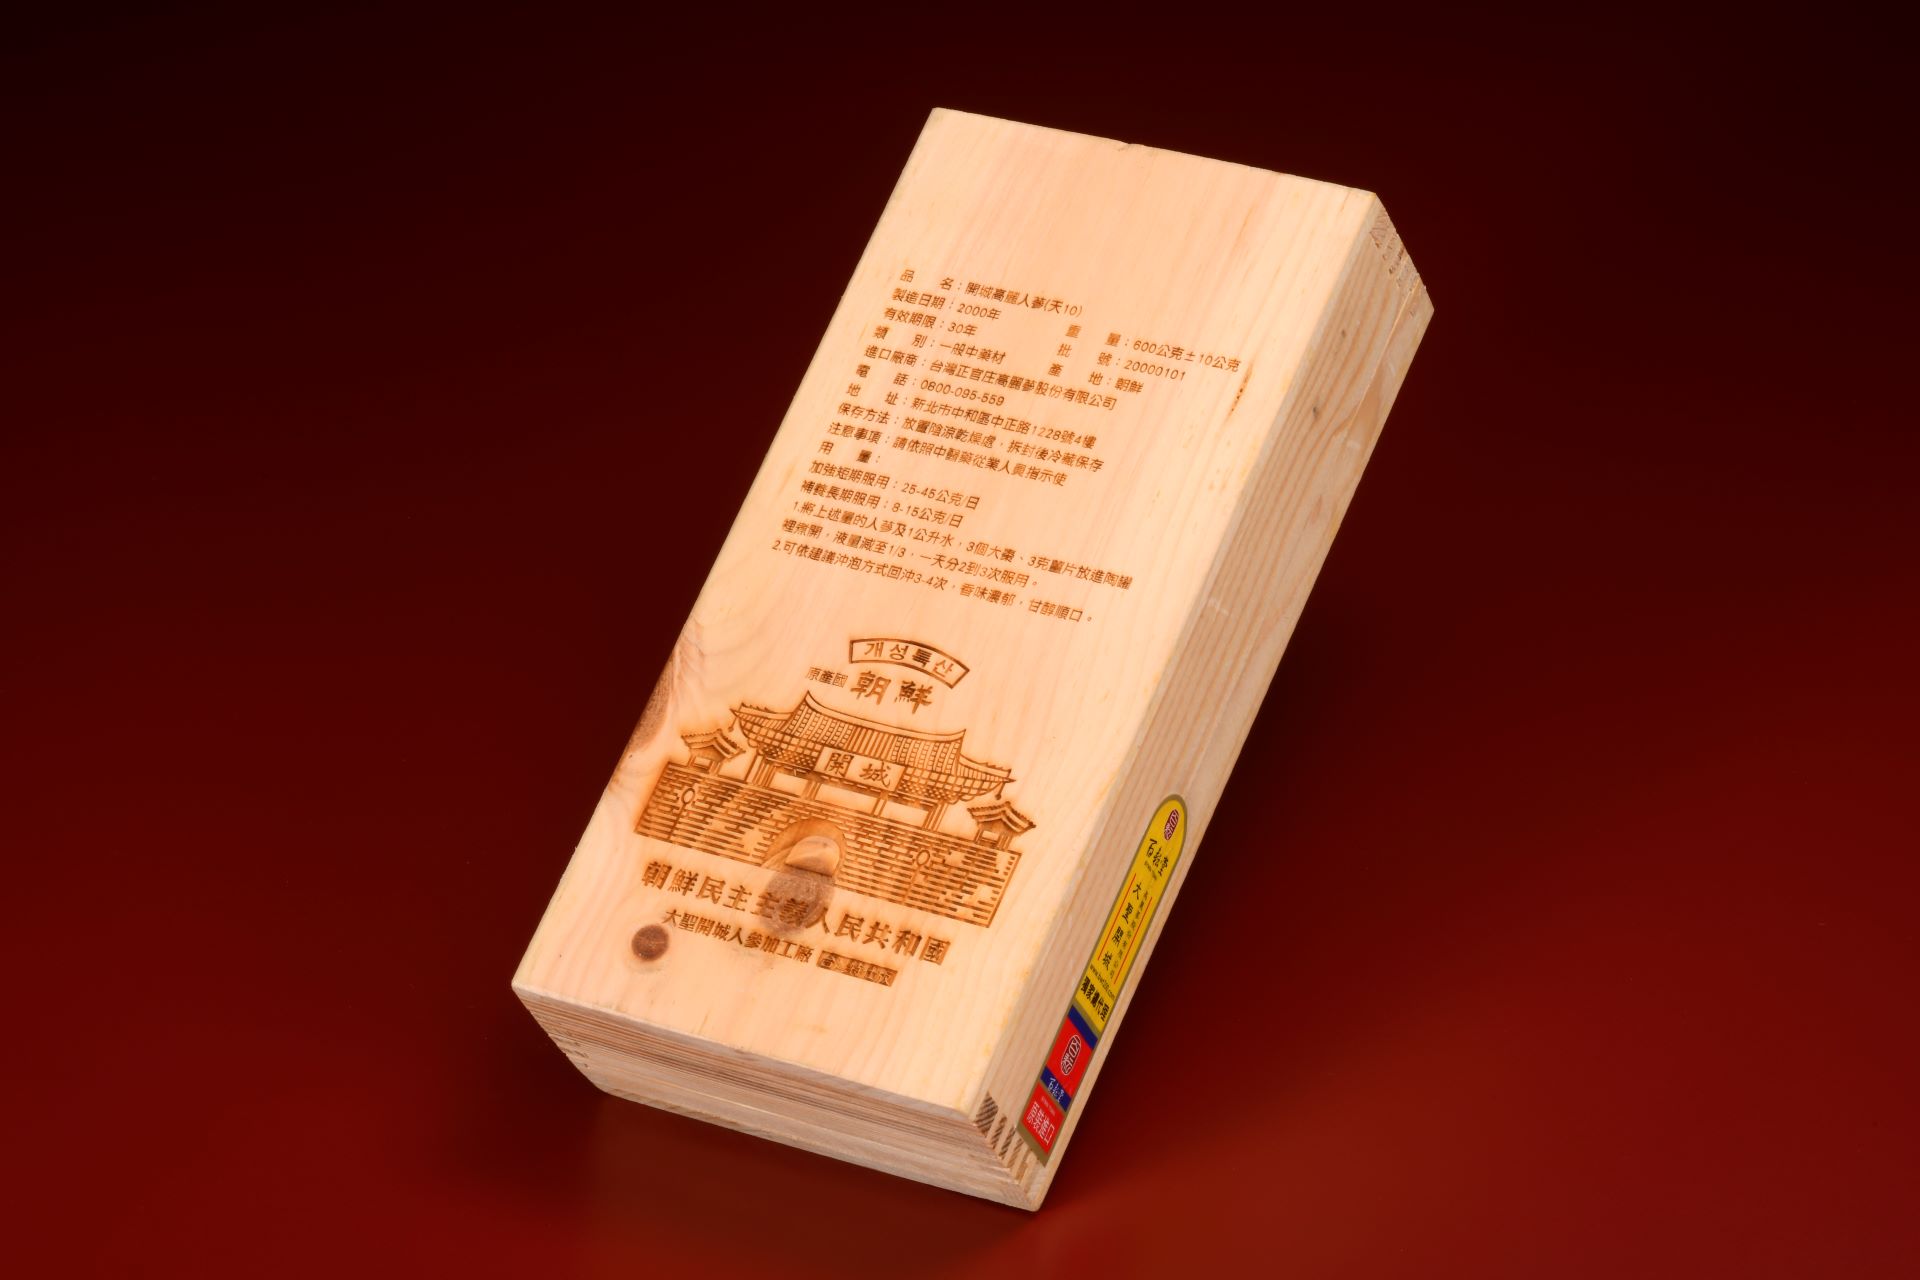 品　　名：開城高麗人蔘(天10)
製造日期：2000年　　重　　量：600公克±10公克
有效期限：30年　　批　　號：20000101
類　　別：一般中藥材　　產　　地：朝鮮
進口廠商：台灣正官庄高麗蔘股份有限公司
電　　話：0800-095-559
地　　址：新北市中和區中正路1228號4樓
保存方法：放置陰涼乾燥處，拆封後冷藏保存
注意事項：請依照中醫藥從業人員指示使
用　　量：
加強短期服用：25-45公克/日
補養長期服用：8-15公克/日
1.將上述量的人蔘及1公升水，3個大棗、3克薑片放進陶罐
裡煮開，液量減至1/3，一天分2到3次服用。
2.可依建議沖泡方式回沖3-4次，香味濃郁，甘醇順口。
개성특산
原產國 朝鮮
開城
朝鮮民主主義人民共和國
大聖開城人參加工廠
大聖開城
原裝進口